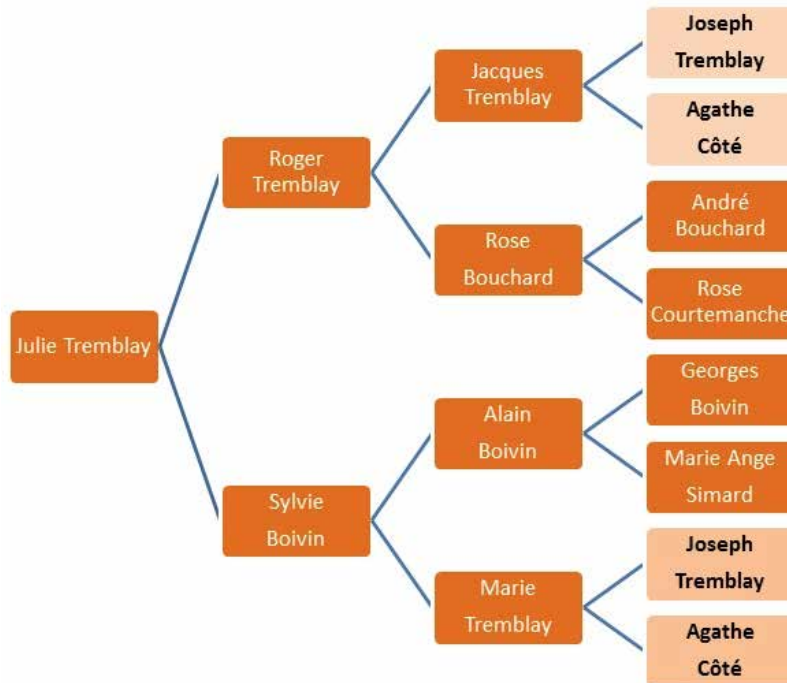 Joseph
Tremblay
Jacques
Tremblay
Agathe
Côté
Roger
Tremblay
André
Bouchard
Rose
Bouchard
Rose
Courtemanche
Julie Tremblay
Georges
Boivin
Alain
Boivin
Marie Ange
Simard
Sylvie
Boivin
Joseph
Tremblay
Marie
Tremblay
Agathe
Côté